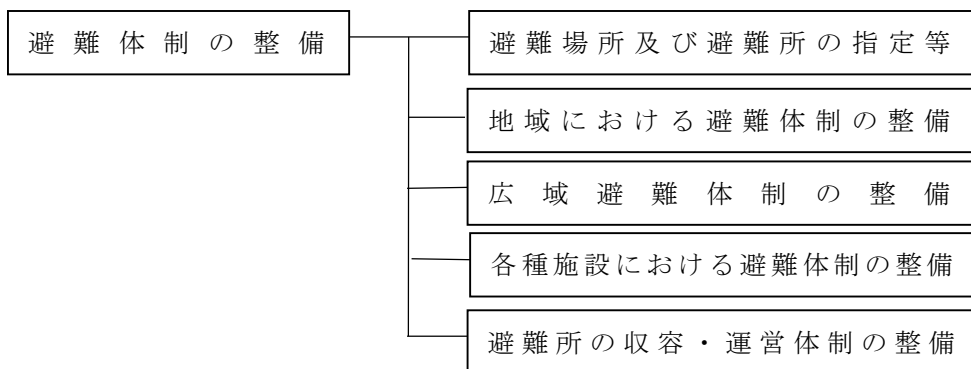 避難体制の整備
避難場所及び避難所の指定等
地域における避難体制の整備
広域避難体制の整備
各種施設における避難体制の整備
避難所の収容・運営体制の整備